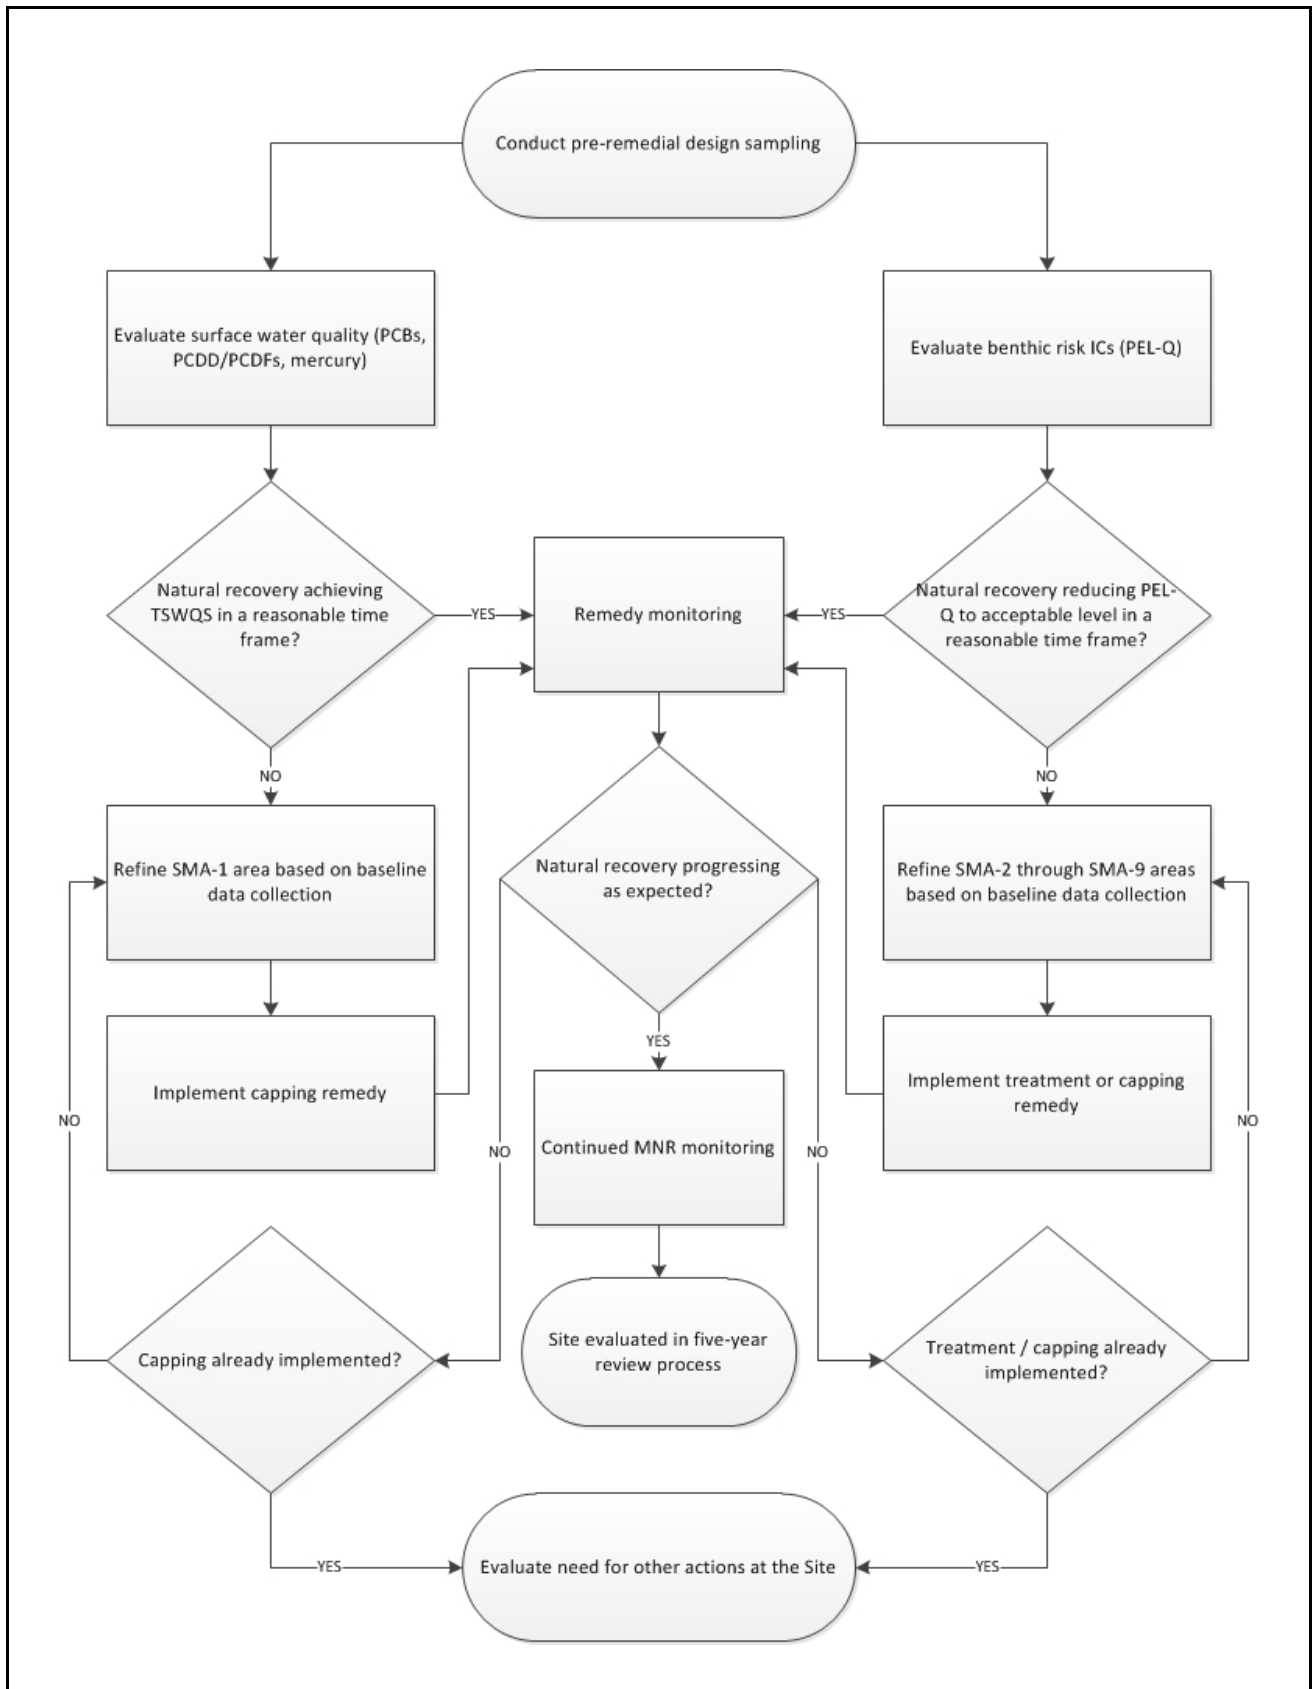 Conduct pre-remedial design sampling
Evaluate surface water quality (PCBs,
PCDD/PCDFs, mercury)
Evaluate benthic risk ICs (PEL-Q)
Natural recovery achieving
TSWQS in a reasonable time
frame?
YES
Remedy monitoring
YES
Natural recovery reducing PEL-
Q to acceptable level in a
reasonable time frame?
NO
NO
Refine SMA-1 area based on baseline
data collection
Natural recovery progressing
as expected?
Refine SMA-2 through SMA-9 areas
based on baseline data collection
YES
Implement capping remedy
Implement treatment or capping
remedy
NO
NO
Continued MNR monitoring
NO
NO
Capping already implemented?
Site evaluated in five-year
review process
Treatment / capping already
implemented?
YES
Evaluate need for other actions at the Site
YES